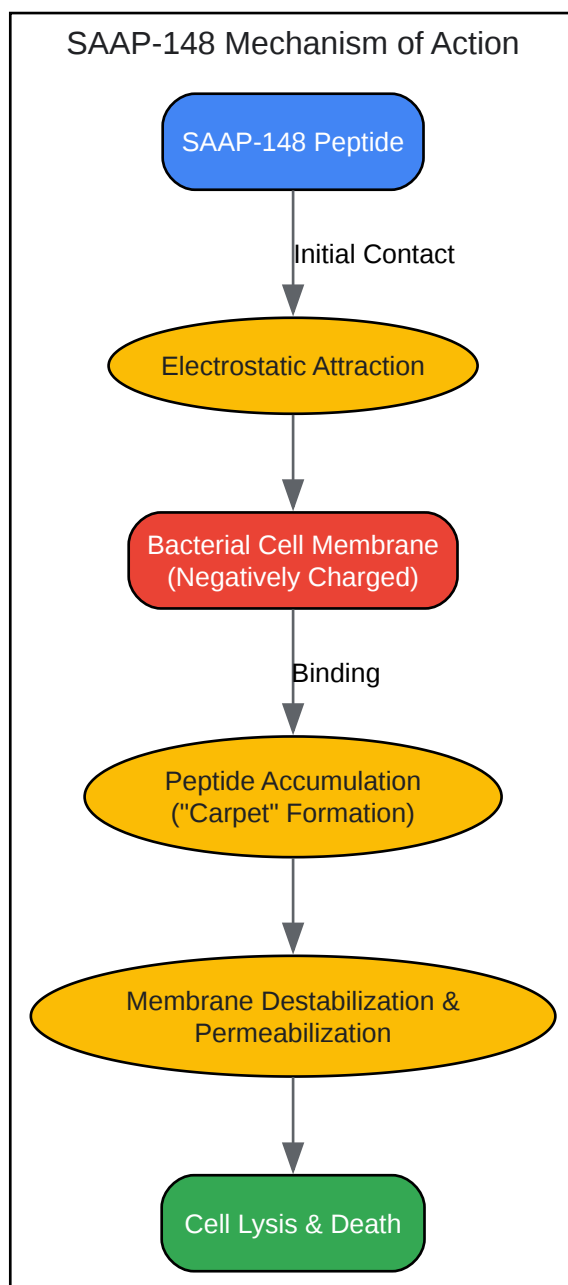 SAAP-148 Mechanism of Action
SAAP-148 Peptide
Initial Contact
Electrostatic Attraction
Bacterial Cell Membrane
(Negatively Charged)
Binding
Peptide Accumulation
("Carpet" Formation)
Membrane Destabilization &
Permeabilization
Cell Lysis & Death